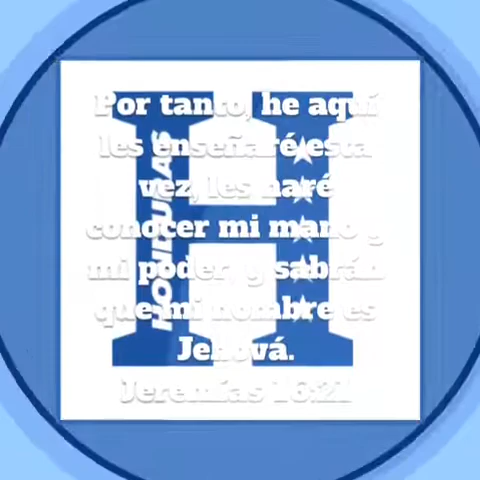 Por tanto, he aquí
les enseñaré esta
vez, les haré
conocer mi mano y
mi poder, y sabrán
que mi nombre es
Jehová.
Jeremías 16:21
HONDURAS